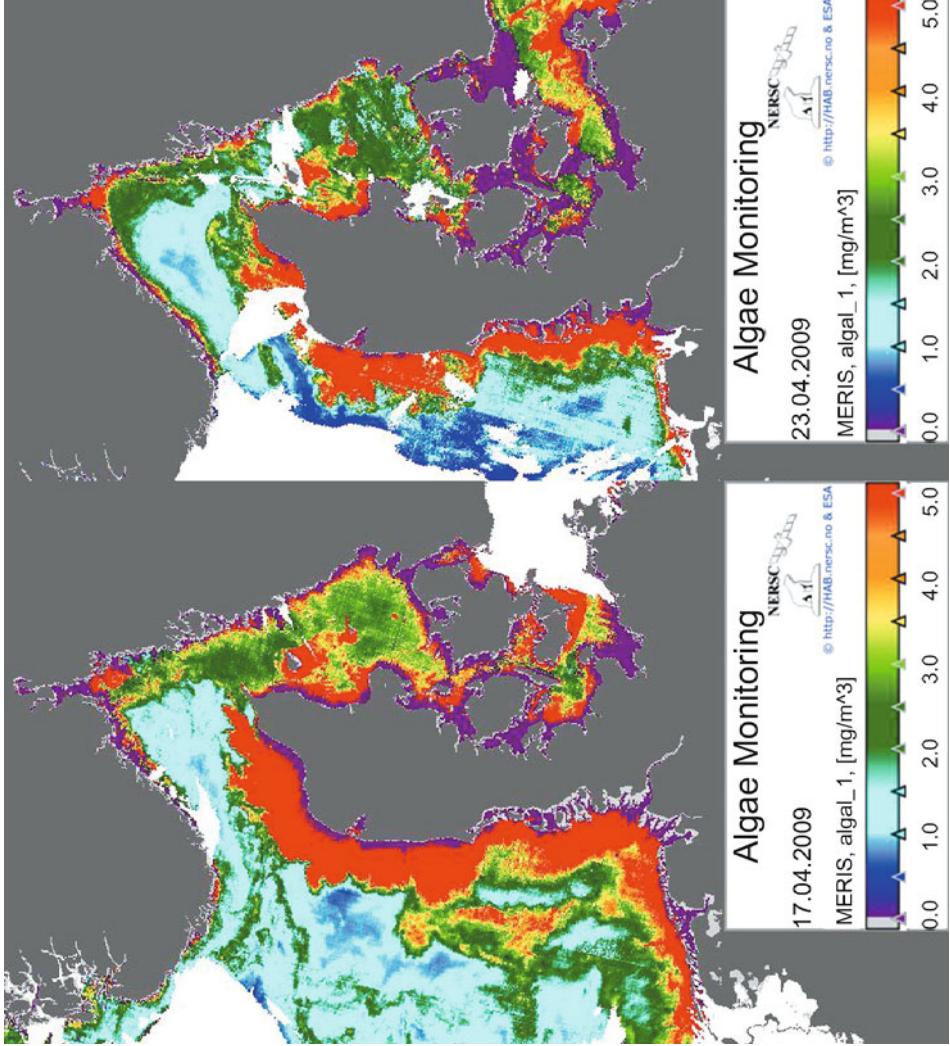 Algae Monitoring
NERSC
17.04.2009
© http://HAB.nersc.no & ESA
MERIS, algal_1, [mg/m^3]
0.0 1.0 2.0 3.0 4.0 5.0
Algae Monitoring
NERSC
23.04.2009
© http://HAB.nersc.no & ESA
MERIS, algal_1, [mg/m^3]
0.0 1.0 2.0 3.0 4.0 5.0